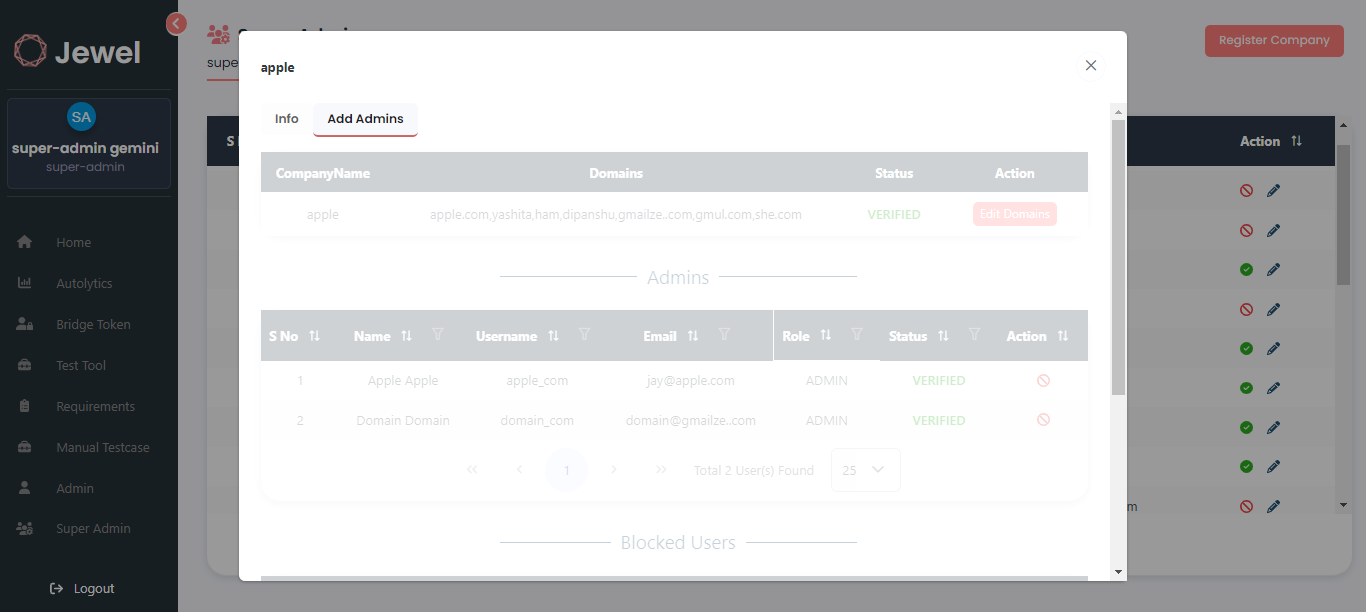 Jewel
SA
super-admin gemini
super-admin
Home
Autolytics
Bridge Token
Test Tool
Requirements
Manual Testcase
Admin
Super Admin
Logout
Register Company
Action
apple
Info
Add Admins
CompanyName Domains Status Action
apple apple.com,yashita,ham,dipanshu,gmailze..com,gmul.com,she.com VERIFIED Edit Domains
Admins
S No Name Username Email Role Status Action
1 Apple Apple apple_com jay@apple.com ADMIN VERIFIED
2 Domain Domain domain_com domain@gmailze..com ADMIN VERIFIED
<< < 1 > >> Total 2 User(s) Found 25
Blocked Users